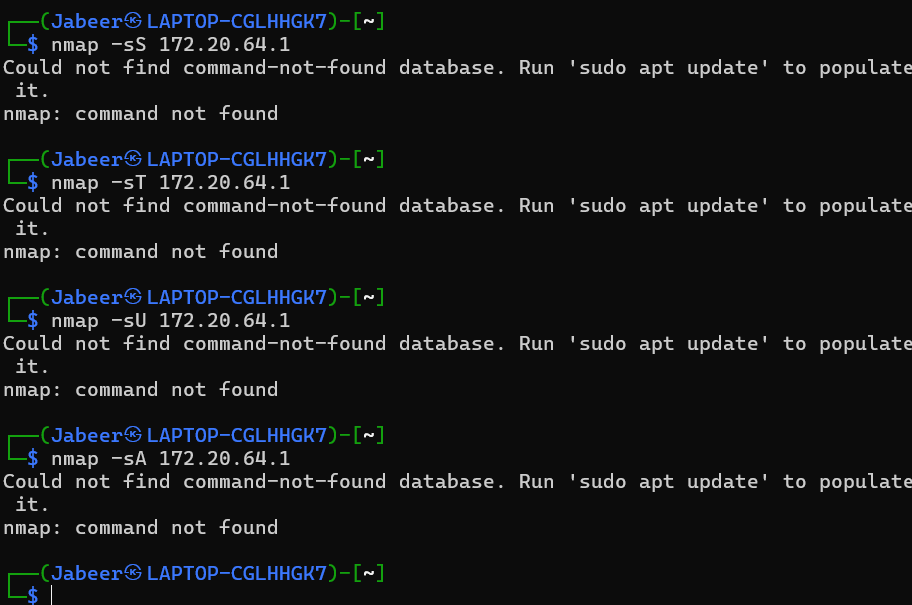 ┌──(Jabeer㉿LAPTOP-CGLHHGK7)-[~]
└─$ nmap -sS 172.20.64.1
Could not find command-not-found database. Run 'sudo apt update' to populate
 it.
nmap: command not found
┌──(Jabeer㉿LAPTOP-CGLHHGK7)-[~]
└─$ nmap -sT 172.20.64.1
Could not find command-not-found database. Run 'sudo apt update' to populate
 it.
nmap: command not found
┌──(Jabeer㉿LAPTOP-CGLHHGK7)-[~]
└─$ nmap -sU 172.20.64.1
Could not find command-not-found database. Run 'sudo apt update' to populate
 it.
nmap: command not found
┌──(Jabeer㉿LAPTOP-CGLHHGK7)-[~]
└─$ nmap -sA 172.20.64.1
Could not find command-not-found database. Run 'sudo apt update' to populate
 it.
nmap: command not found
┌──(Jabeer㉿LAPTOP-CGLHHGK7)-[~]
└─$